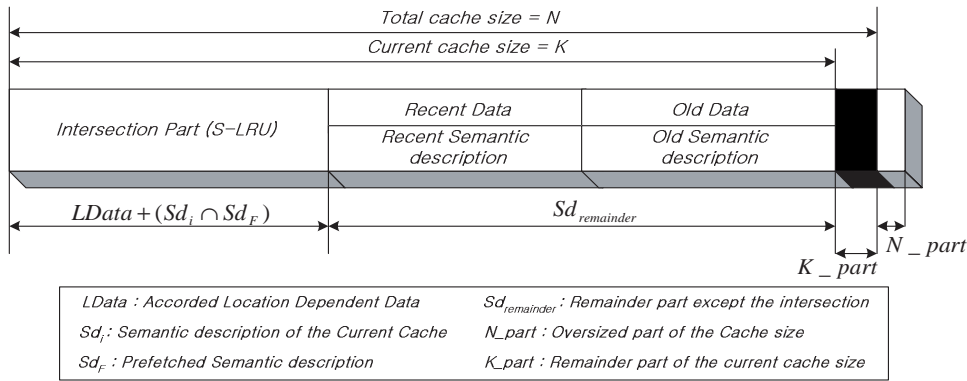 Total cache size = N
Current cache size = K
Intersection Part (S-LRU)
Recent Data
Old Data
Recent Semantic
description
Old Semantic
description
LData + (Sd_i ∩ Sd_F)
Sd_remainder
K _ part
N _ part
LData : Accorded Location Dependent Data
Sd_i : Semantic description of the Current Cache
Sd_F : Prefetched Semantic description
Sd_remainder : Remainder part except the intersection
N_part : Oversized part of the Cache size
K_part : Remainder part of the current cache size